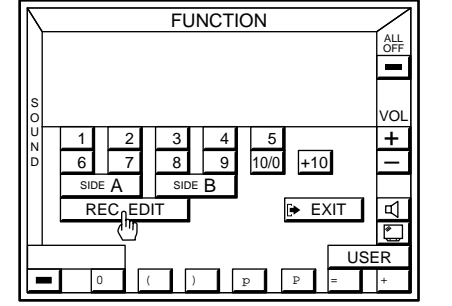 FUNCTION
ALL
OFF
SOUND
VOL
1 2 3 4 5
+
6 7 8 9 10/0 +10
−
SIDE A SIDE B
REC EDIT EXIT
USER
0 ( ) p P = +